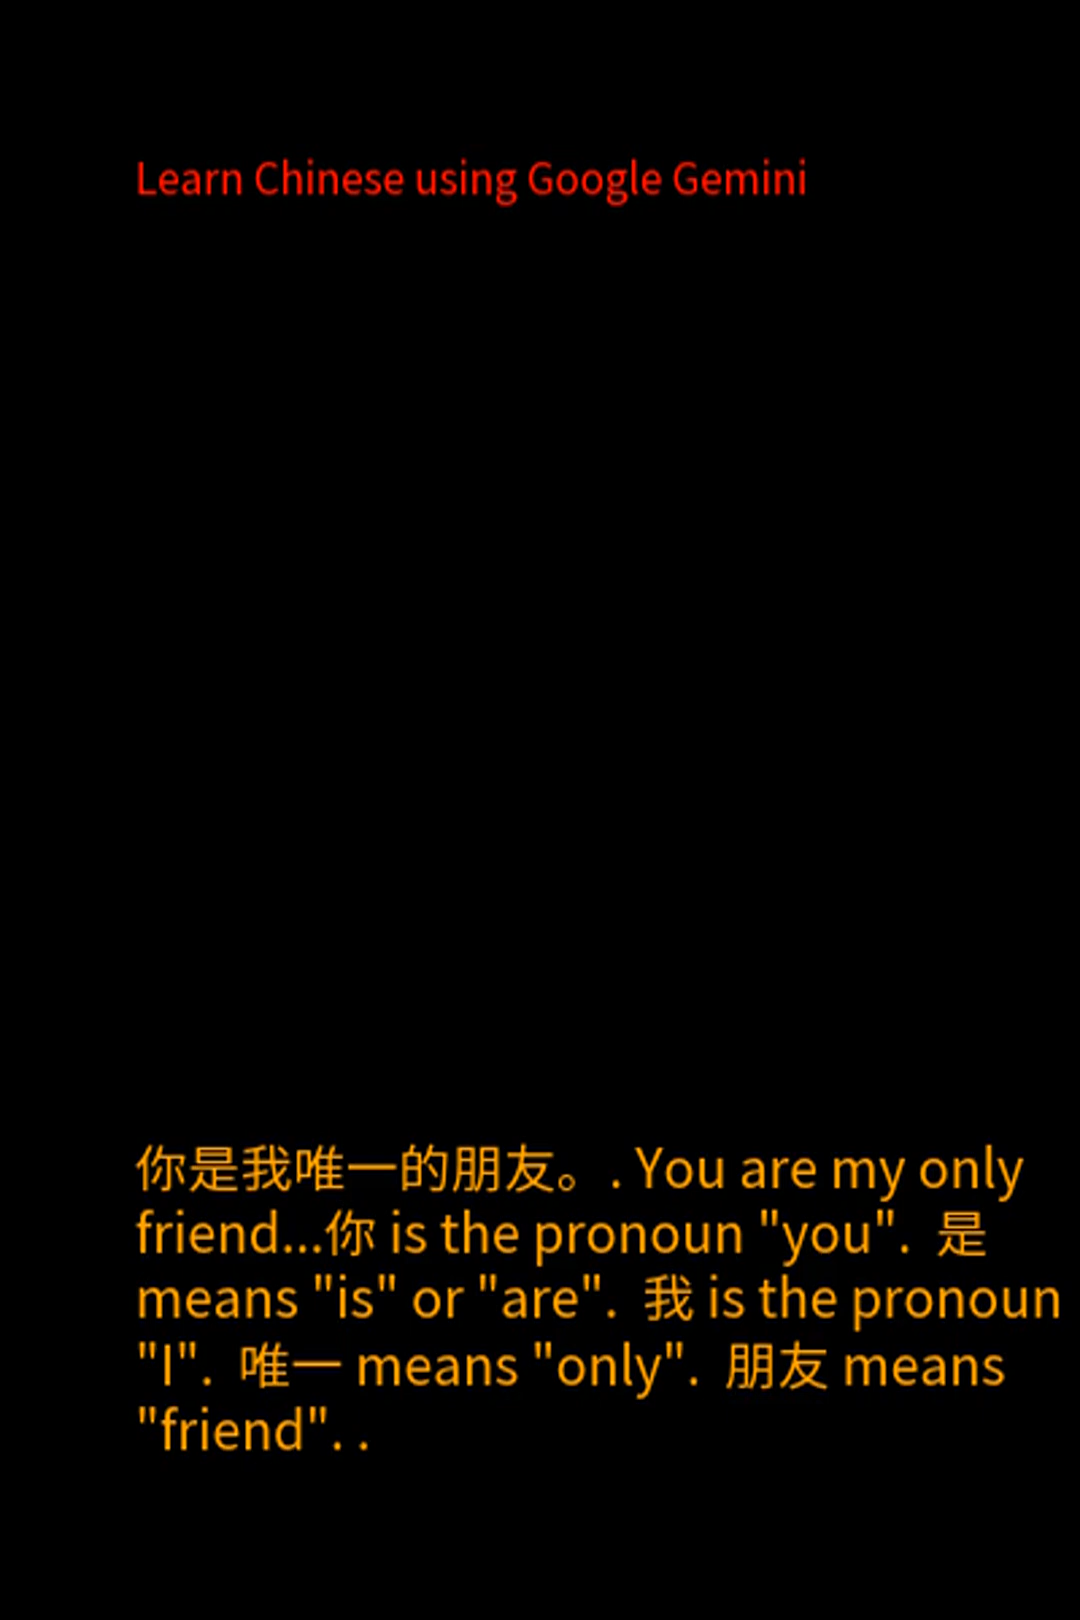 Learn Chinese using Google Gemini
你是我唯一的朋友。. You are my only
friend...你 is the pronoun "you".  是
means "is" or "are".  我 is the pronoun
"I".  唯一 means "only".  朋友 means
"friend". .